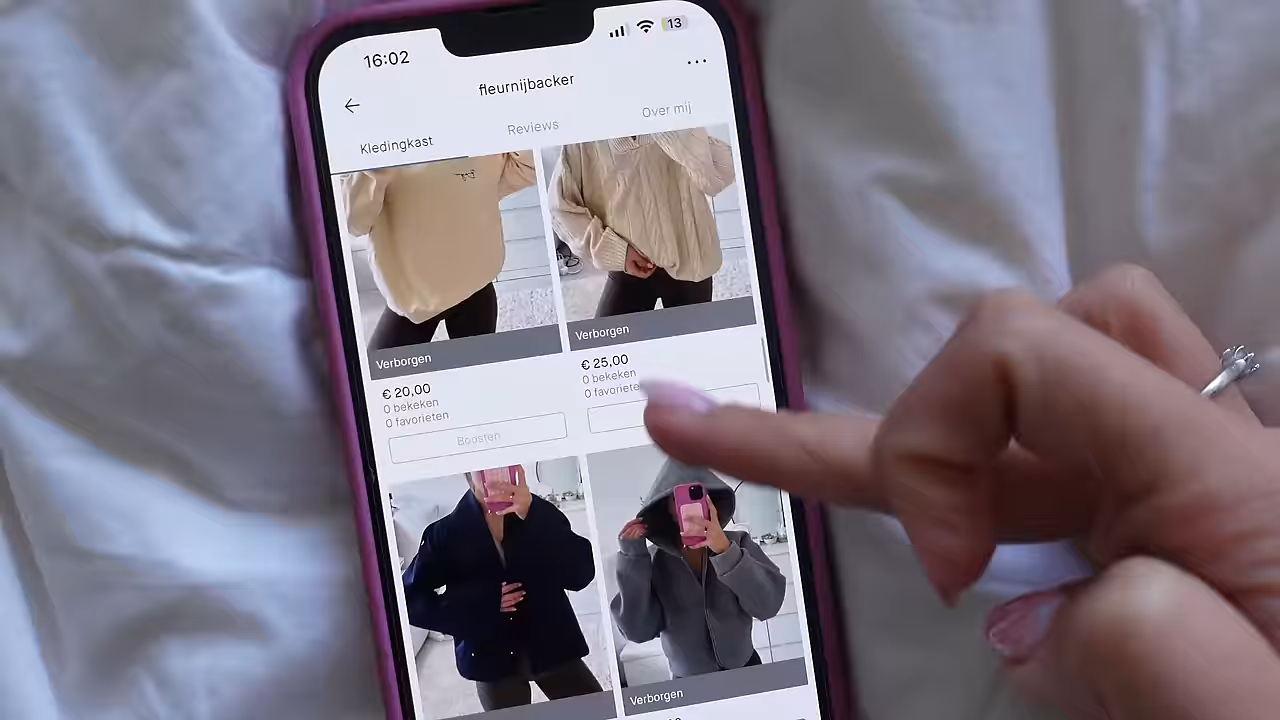 16:02
13
fleurnijbacker
Kledingkast
Reviews
Over mij
Verborgen
Verborgen
€ 20,00
0 bekeken
0 favorieten
Boosten
€ 25,00
0 bekeken
0 favorieten
Verborgen